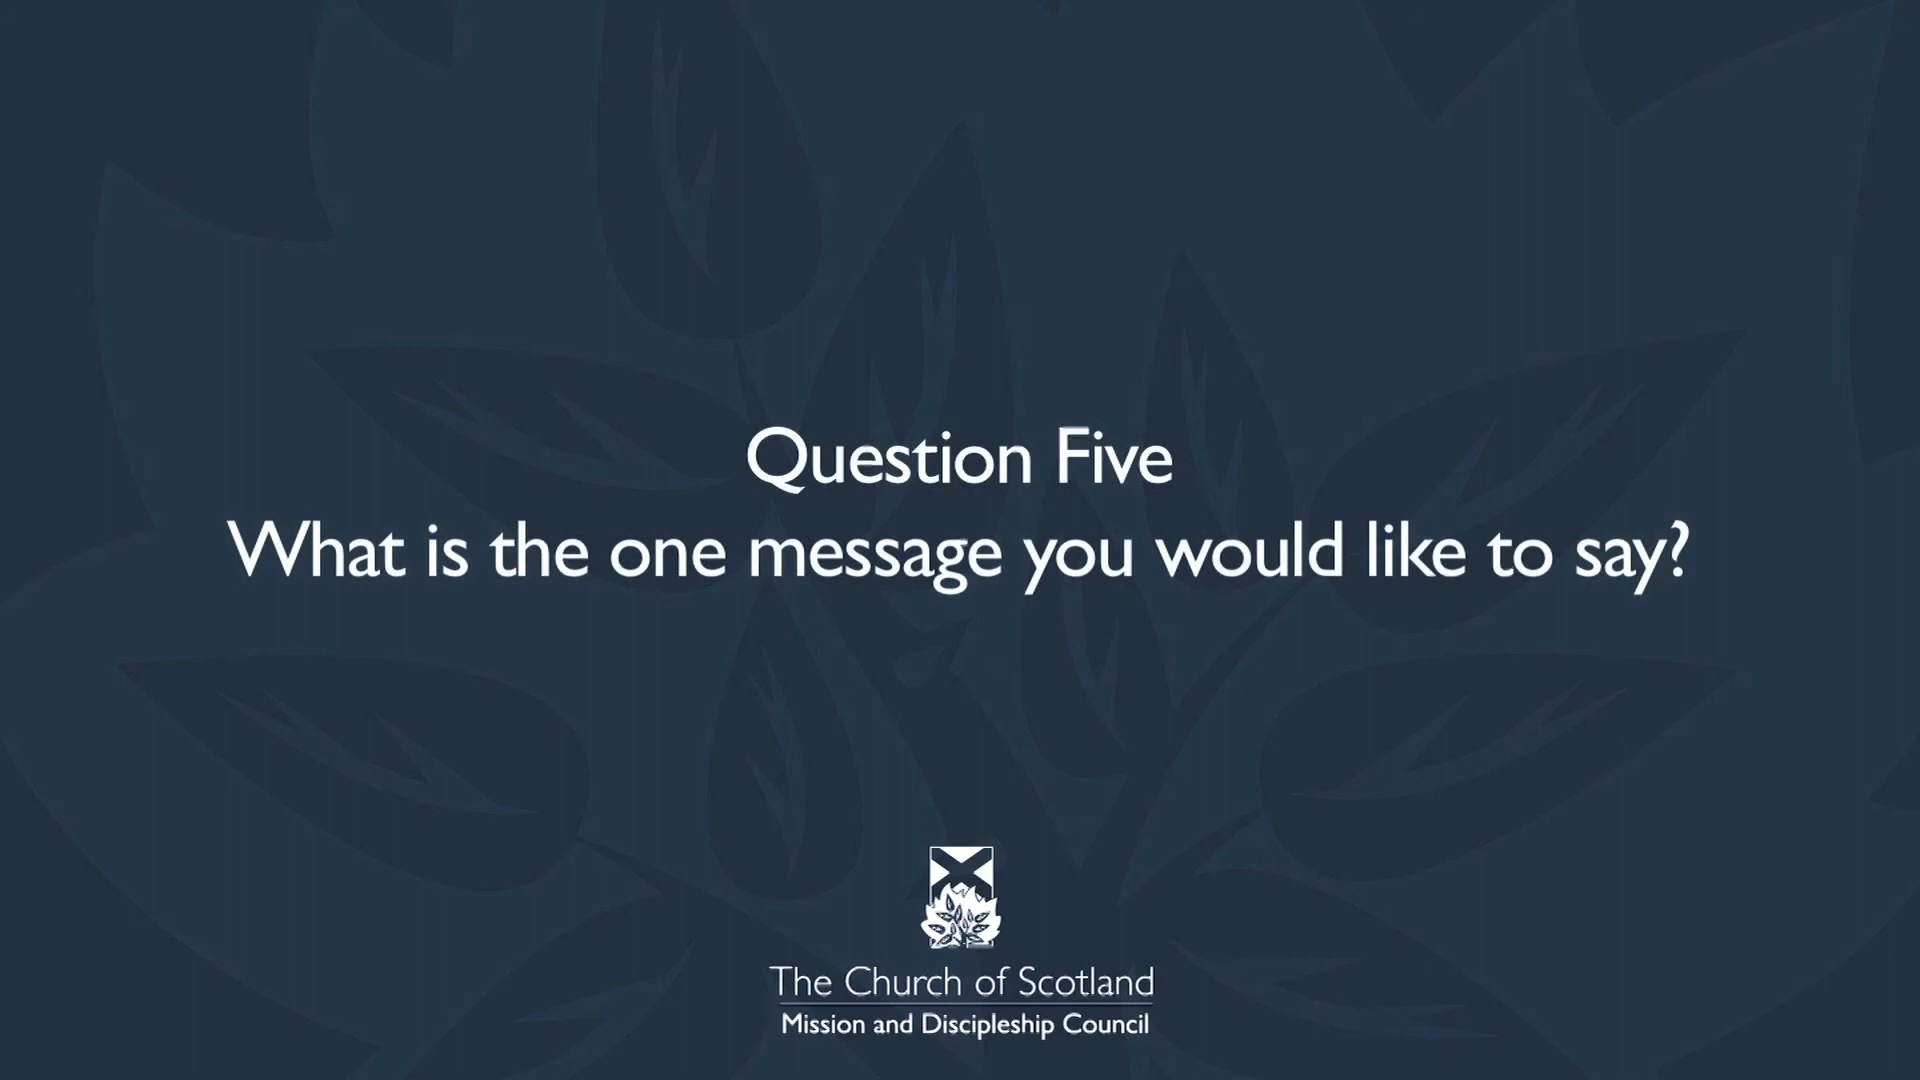 Question Five
What is the one message you would like to say?
The Church of Scotland
Mission and Discipleship Council